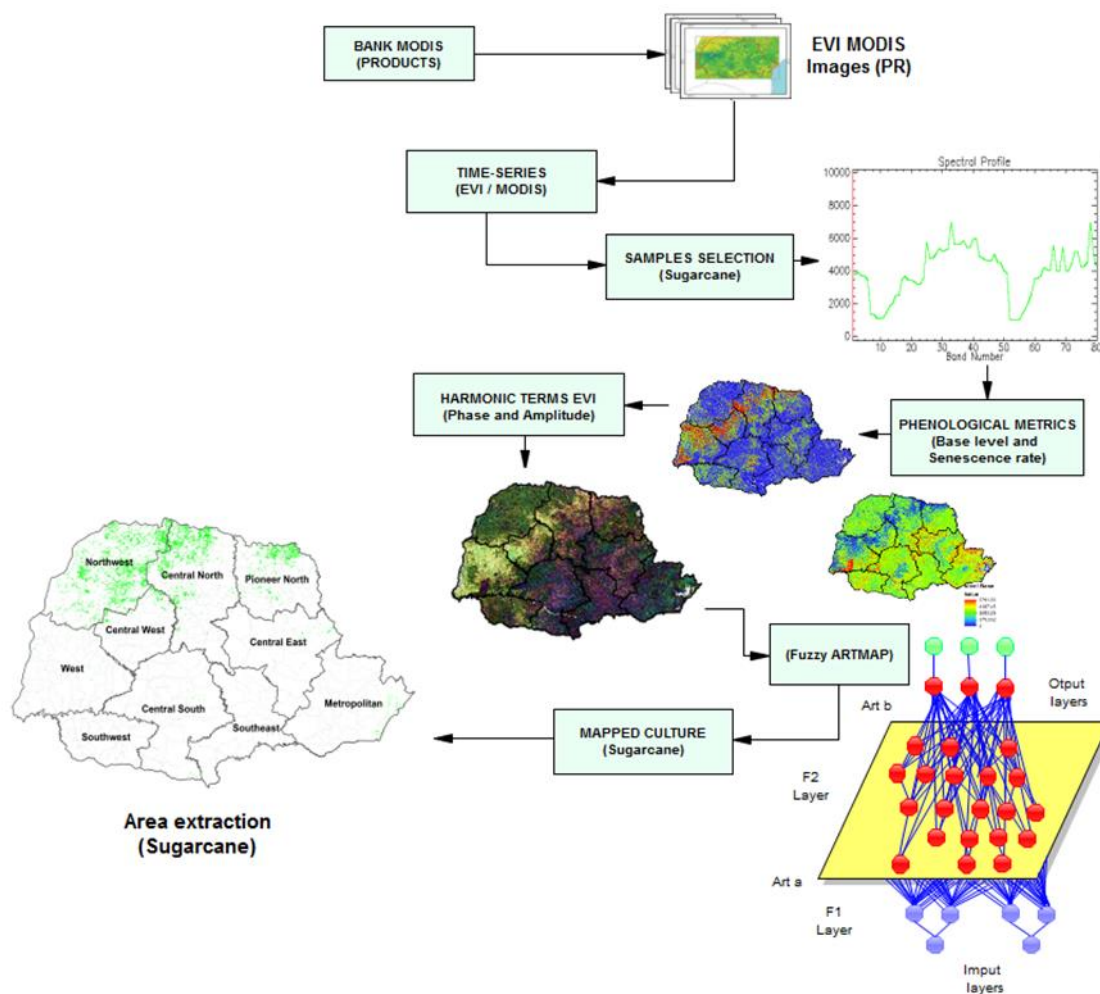 BANK MODIS
(PRODUCTS)
EVI MODIS
Images (PR)
TIME-SERIES
(EVI / MODIS)
SAMPLES SELECTION
(Sugarcane)
Spectral Profile
10000
8000
6000
4000
2000
0
10 20 30 40 50 60 70 80
Band Number
HARMONIC TERMS EVI
(Phase and Amplitude)
PHENOLOGICAL METRICS
(Base level and
Senescence rate)
Northwest
Central North
Pioneer North
Central West
Central East
West
Central South
Metropolitan
Southeast
Southwest
Area extraction
(Sugarcane)
(Fuzzy ARTMAP)
MAPPED CULTURE
(Sugarcane)
Otput
layers
Art b
F2
Layer
Art a
F1
Layer
Imput
layers